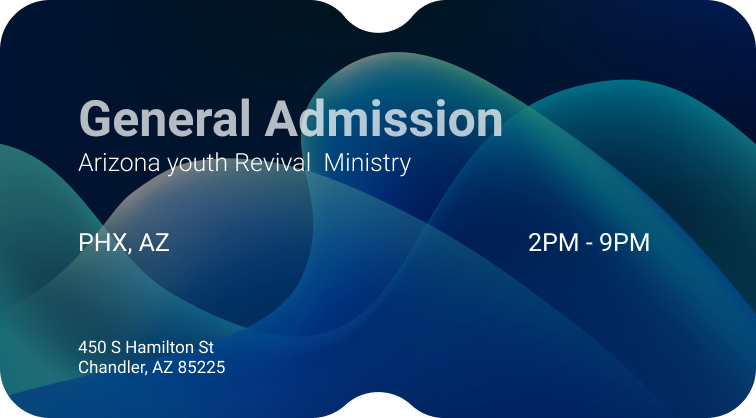 General Admission
Arizona youth Revival  Ministry
PHX, AZ
2PM - 9PM
450 S Hamilton St
Chandler, AZ 85225